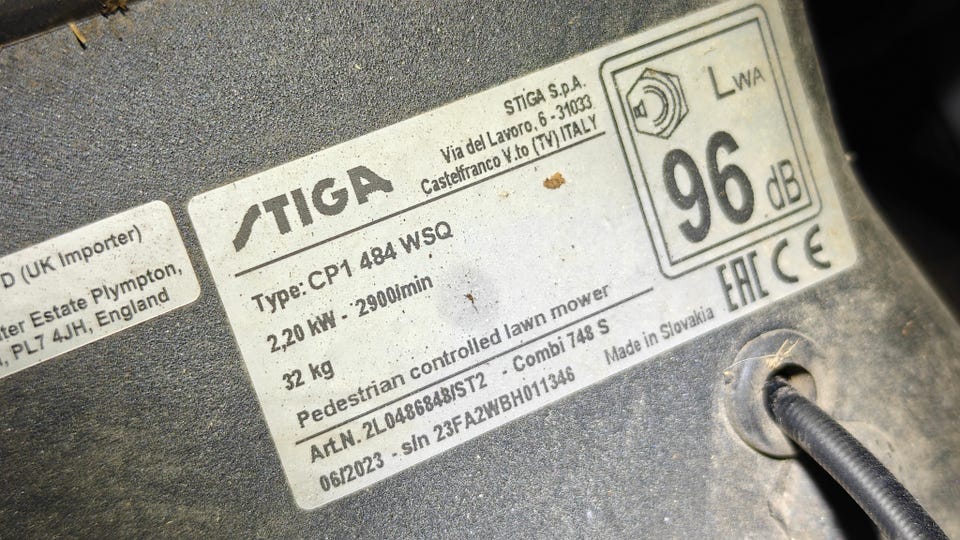 D (UK Importer)
Estate Plympton,
PL7 4JH, England
STIGA
STIGA S.p.A.
Via del Lavoro, 6 - 31033
Castelfranco V.to (TV) ITALY
Type: CP1 484 WSQ
2,20 kW - 2900/min
32 kg
Pedestrian controlled lawn mower
Art.N. 2L0486848/ST2 - Combi 748 S
06/2023 - s/n 23FA2WBH011346
Made in Slovakia
LWA
96 dB
EAC CE